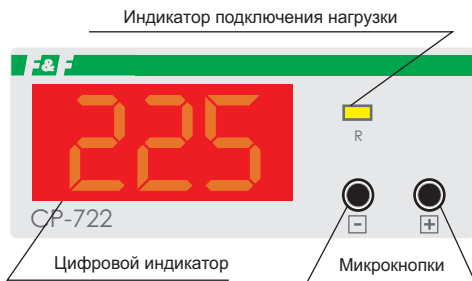 Индикатор подключения нагрузки
F&F
225
R
CP-722
- +
Цифровой индикатор
Микрокнопки